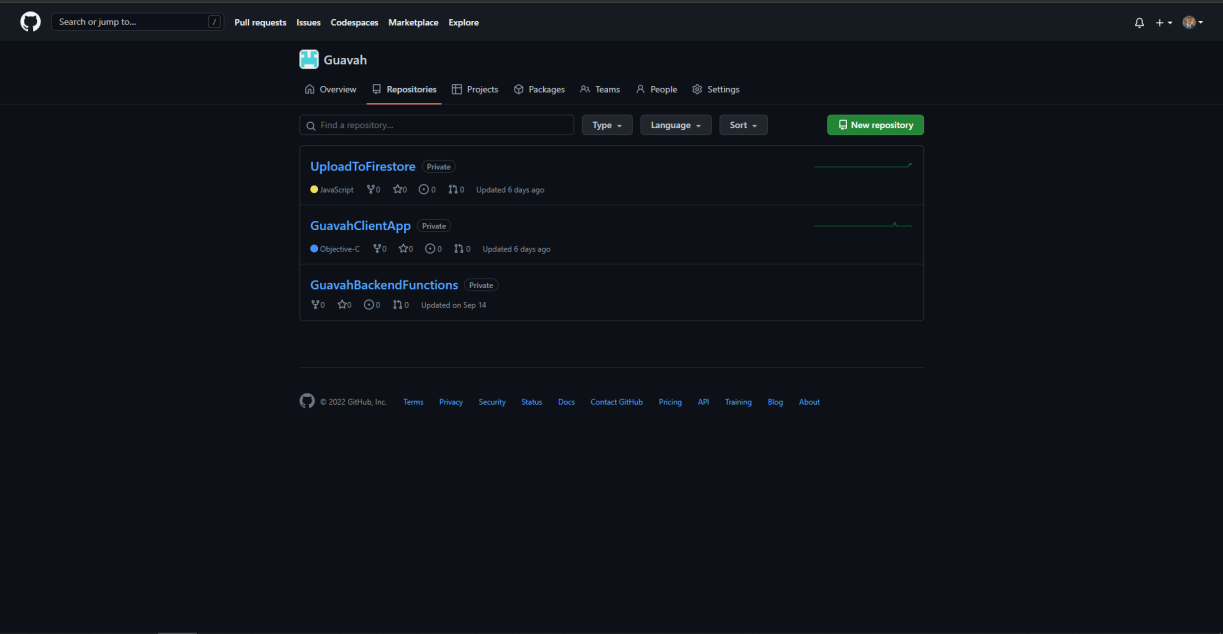 Search or jump to... /
Pull requests Issues Codespaces Marketplace Explore
Guavah
Overview Repositories Projects Packages Teams People Settings
Find a repository... Type Language Sort New repository
UploadToFirestore Private
JavaScript 0 0 0 0 Updated 6 days ago
GuavahClientApp Private
Objective-C 0 0 0 0 Updated 6 days ago
GuavahBackendFunctions Private
0 0 0 0 Updated on Sep 14
© 2022 GitHub, Inc. Terms Privacy Security Status Docs Contact GitHub Pricing API Training Blog About